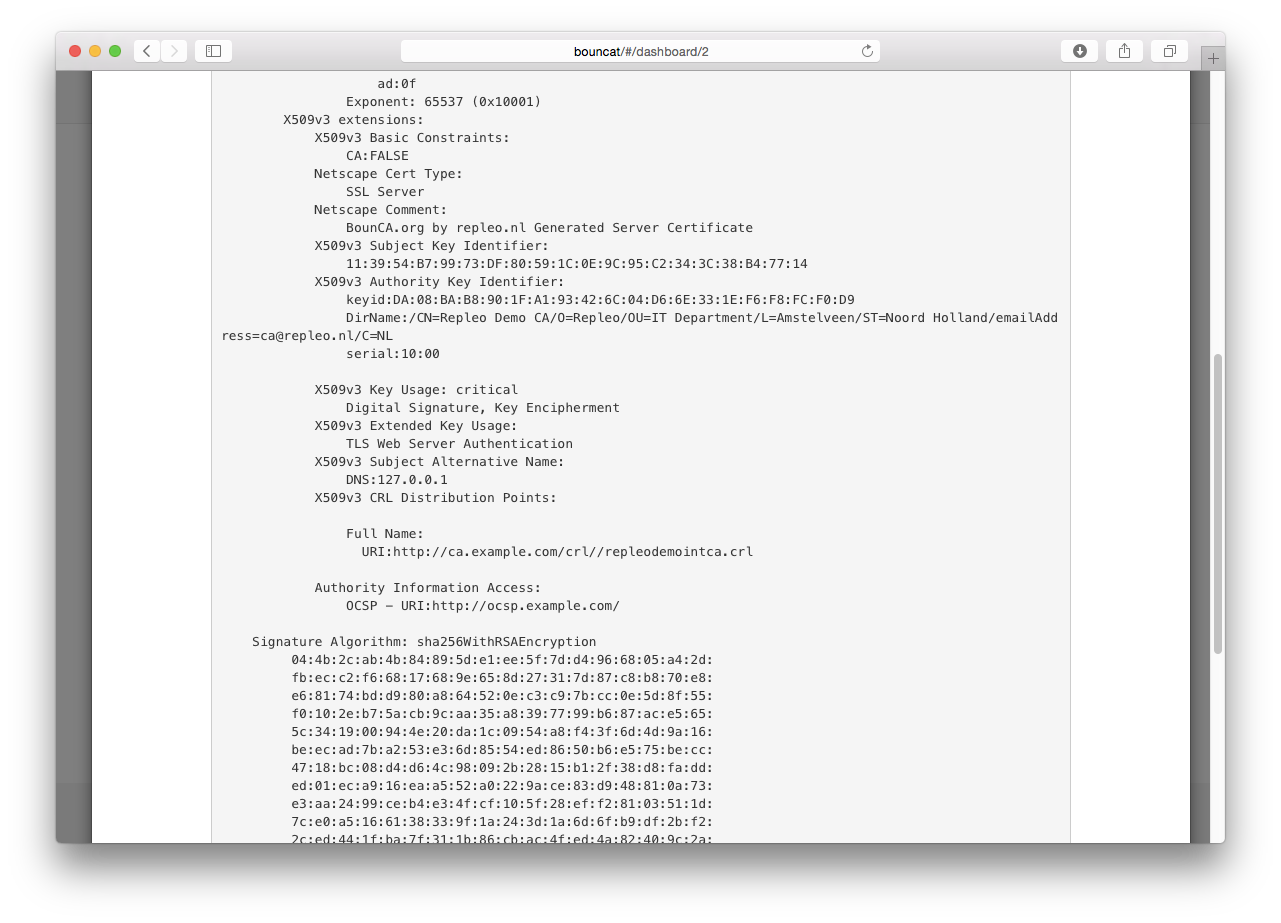 bouncat/#/dashboard/2
ad:0f
Exponent: 65537 (0x10001)
X509v3 extensions:
X509v3 Basic Constraints:
CA:FALSE
Netscape Cert Type:
SSL Server
Netscape Comment:
BounCA.org by repleo.nl Generated Server Certificate
X509v3 Subject Key Identifier:
11:39:54:B7:99:73:DF:80:59:1C:0E:9C:95:C2:34:3C:38:B4:77:14
X509v3 Authority Key Identifier:
keyid:DA:08:BA:B8:90:1F:A1:93:42:6C:04:D6:6E:33:1E:F6:F8:FC:F0:D9
DirName:/CN=Repleo Demo CA/O=Repleo/OU=IT Department/L=Amstelveen/ST=Noord Holland/emailAdd
ress=ca@repleo.nl/C=NL
serial:10:00
X509v3 Key Usage: critical
Digital Signature, Key Encipherment
X509v3 Extended Key Usage:
TLS Web Server Authentication
X509v3 Subject Alternative Name:
DNS:127.0.0.1
X509v3 CRL Distribution Points:
Full Name:
URI:http://ca.example.com/crl//repleodemointca.crl
Authority Information Access:
OCSP – URI:http://ocsp.example.com/
Signature Algorithm: sha256WithRSAEncryption
04:4b:2c:ab:4b:84:89:5d:e1:ee:5f:7d:d4:96:68:05:a4:2d:
fb:ec:c2:f6:68:17:68:9e:65:8d:27:31:7d:87:c8:b8:70:e8:
e6:81:74:bd:d9:80:a8:64:52:0e:c3:c9:7b:cc:0e:5d:8f:55:
f0:10:2e:b7:5a:cb:9c:aa:35:a8:39:77:99:b6:87:ac:e5:65:
5c:34:19:00:94:4e:20:da:1c:09:54:a8:f4:3f:6d:4d:9a:16:
be:ec:ad:7b:a2:53:e3:6d:85:54:ed:86:50:b6:e5:75:be:cc:
47:18:bc:08:d4:d6:4c:98:09:2b:28:15:b1:2f:38:d8:fa:dd:
ed:01:ec:a9:16:ea:a5:52:a0:22:9a:ce:83:d9:48:81:0a:73:
e3:aa:24:99:ce:b4:e3:4f:cf:10:5f:28:ef:f2:81:03:51:1d:
7c:e0:a5:16:61:38:33:9f:1a:24:3d:1a:6d:6f:b9:df:2b:f2:
2c:ed:44:1f:ba:7f:31:1b:86:cb:ac:4f:ed:4a:82:40:9c:2a: